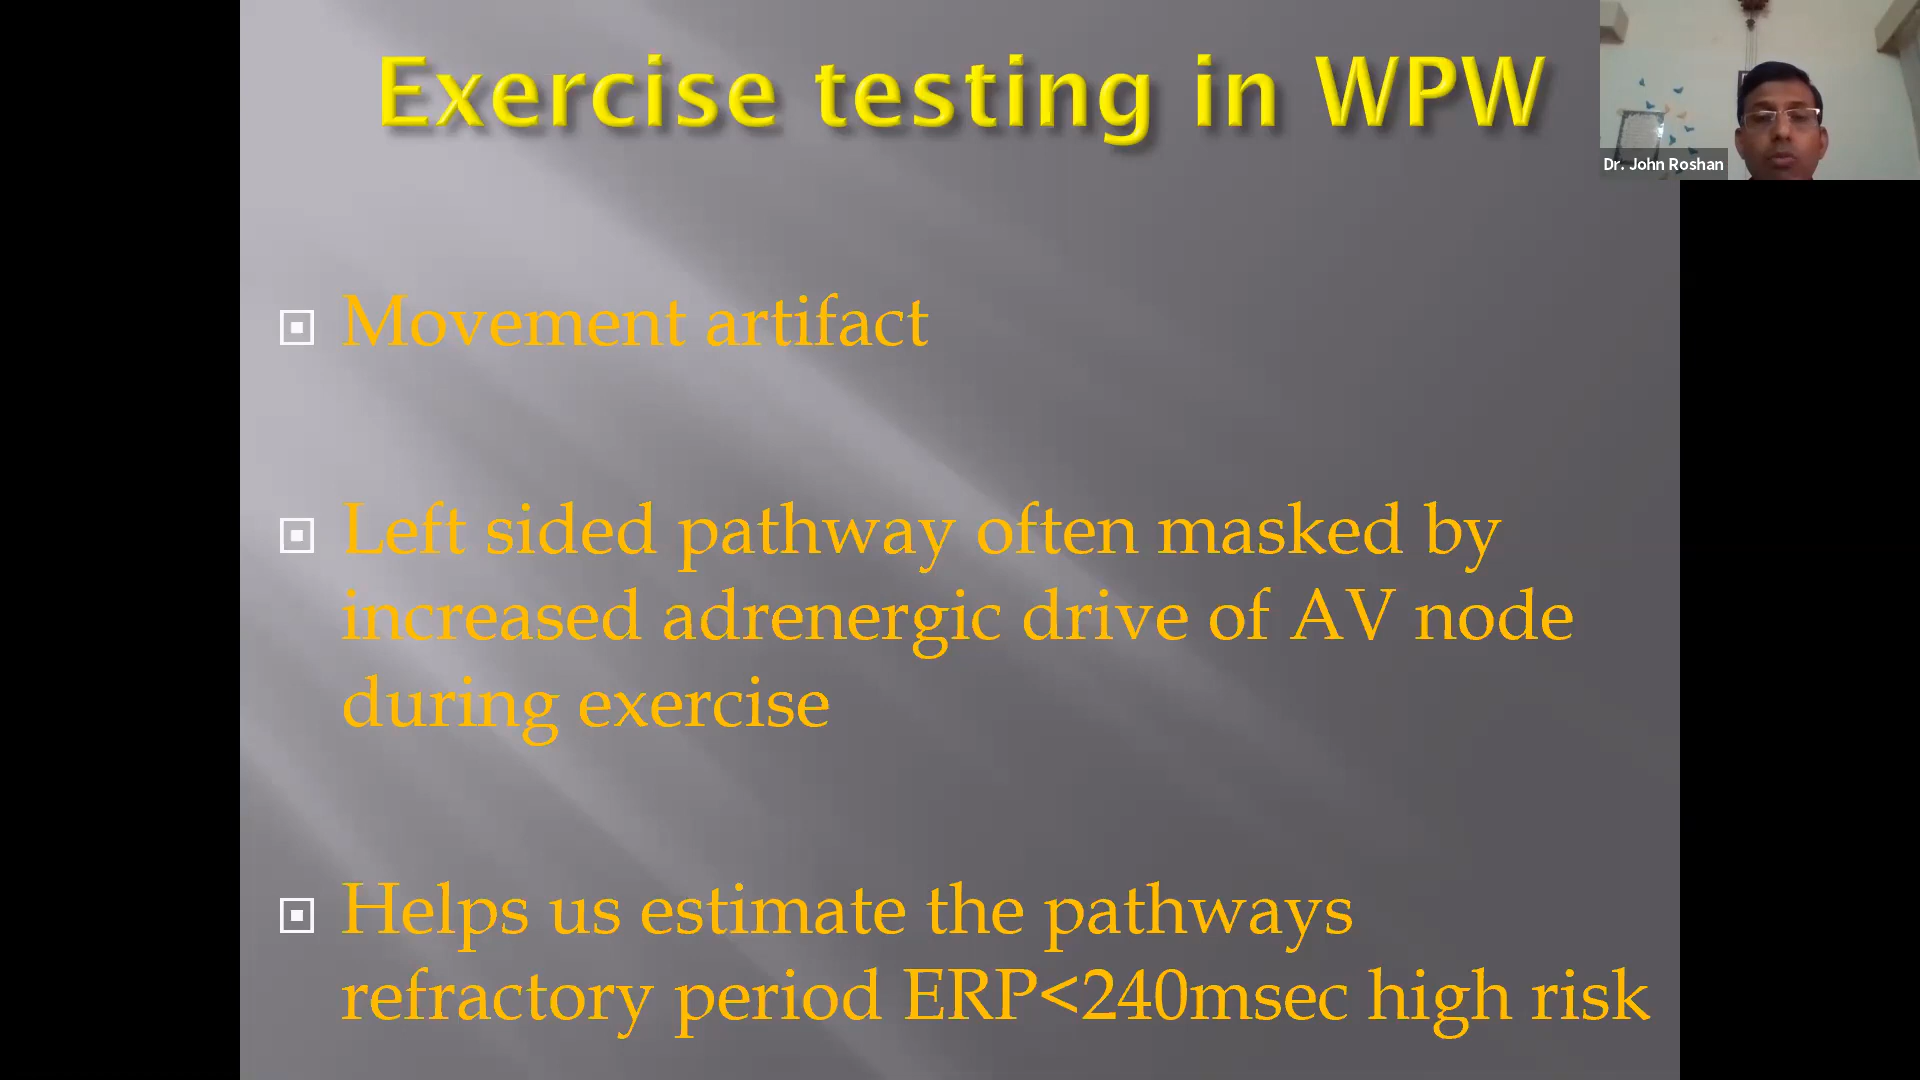 Exercise testing in WPW
Dr. John Roshan
Movement artifact
Left sided pathway often masked by
increased adrenergic drive of AV node
during exercise
Helps us estimate the pathways
refractory period ERP<240msec high risk